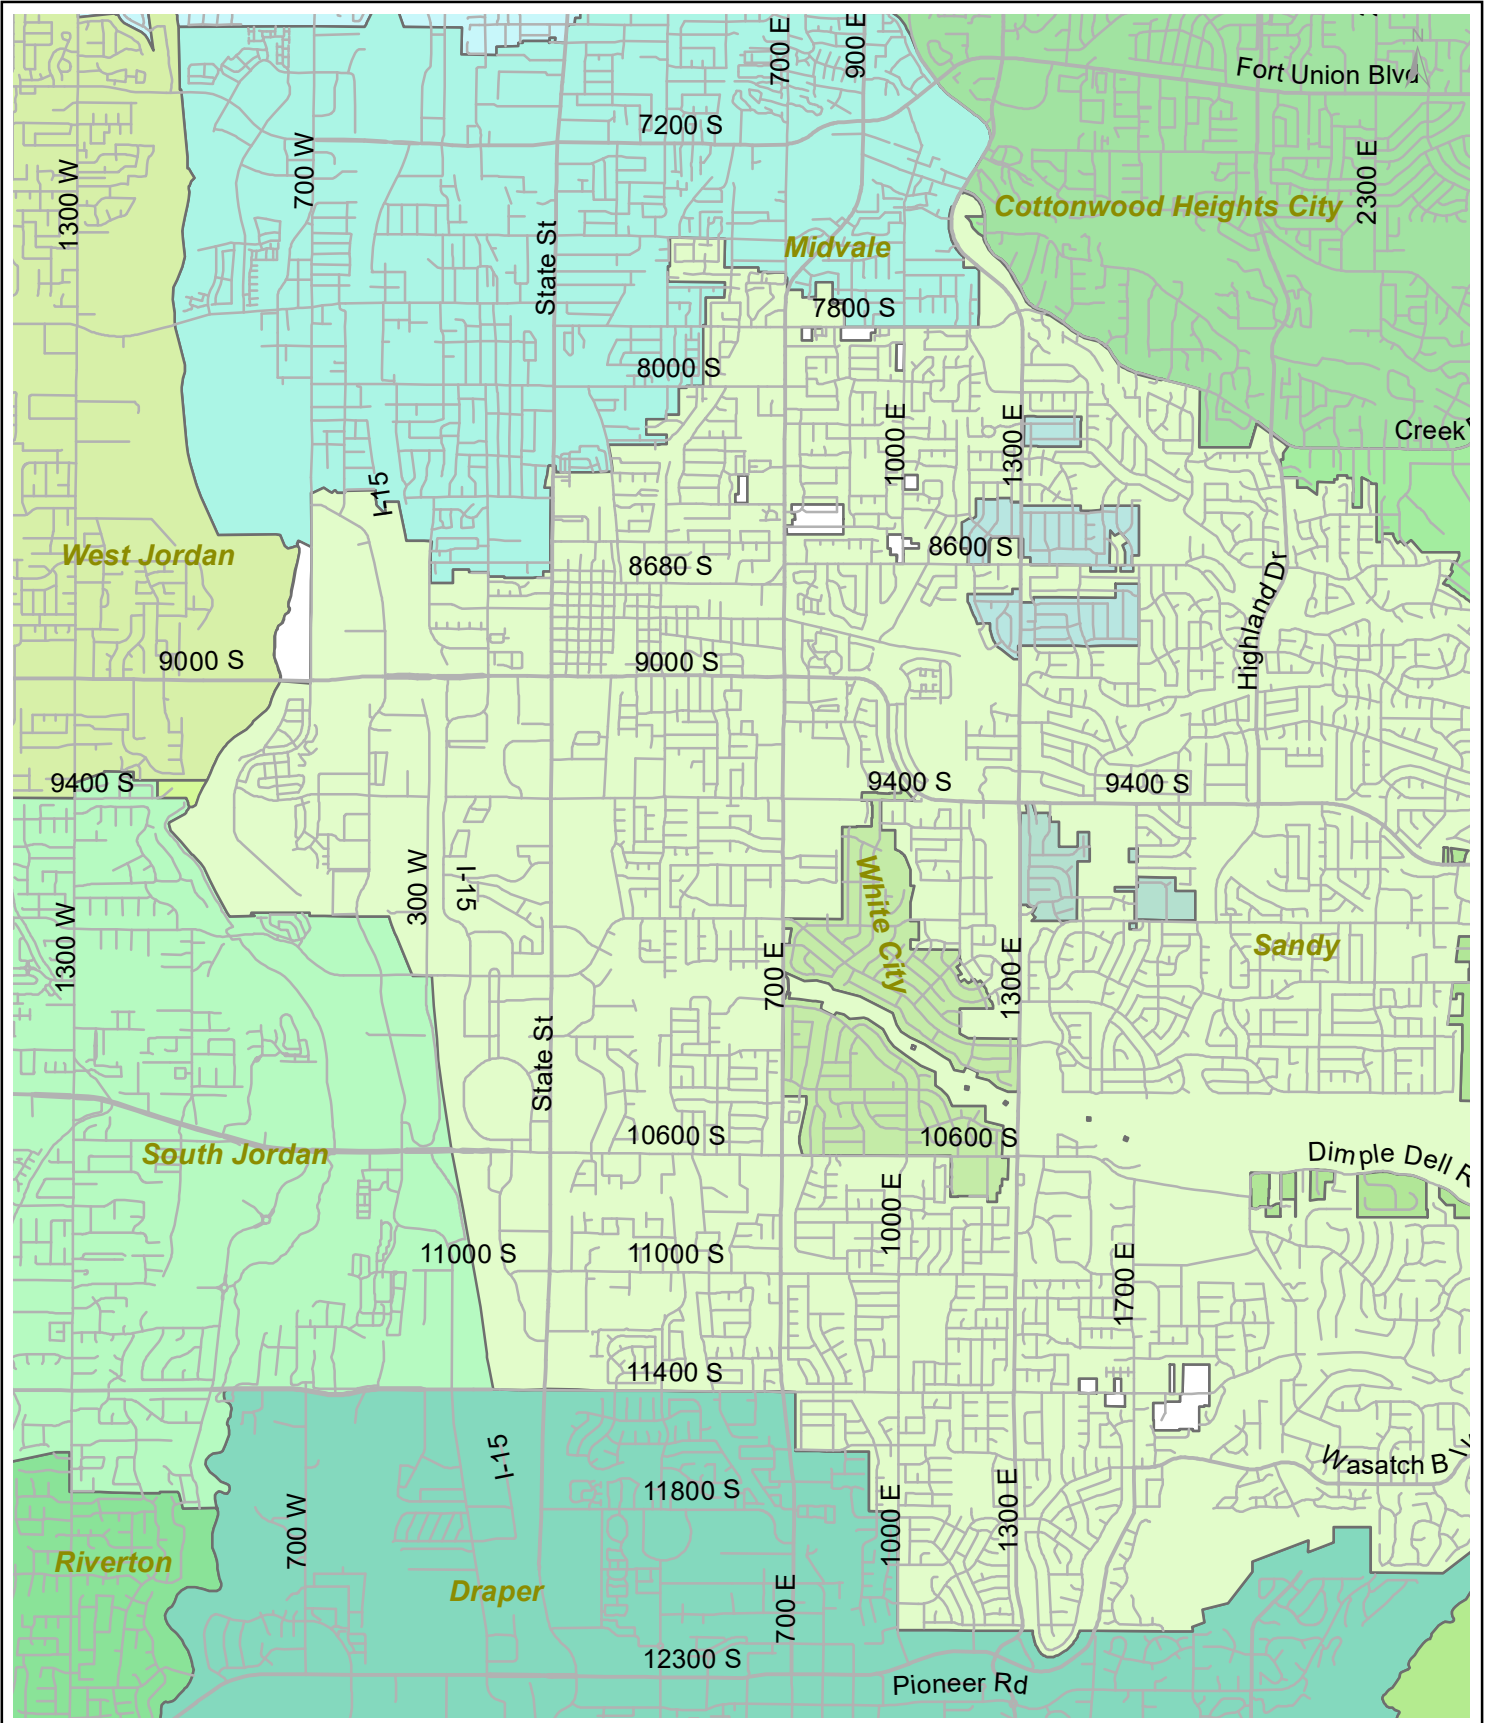 700 E
900 E
Fort Union Blvd
7200 S
700 W
1300 W
2300 E
Cottonwood Heights City
Midvale
State St
7800 S
8000 S
1000 E
1300 E
Creek
I-15
West Jordan
8600 S
8680 S
Highland Dr
9000 S
9000 S
9400 S
9400 S
9400 S
300 W
I-15
White City
1300 W
Sandy
700 E
1300 E
State St
10600 S
10600 S
South Jordan
Dimple Dell R
1000 E
11000 S
11000 S
1700 E
11400 S
I-15
Wasatch Blv
11800 S
700 W
1000 E
1300 E
Riverton
Draper
700 E
12300 S
Pioneer Rd